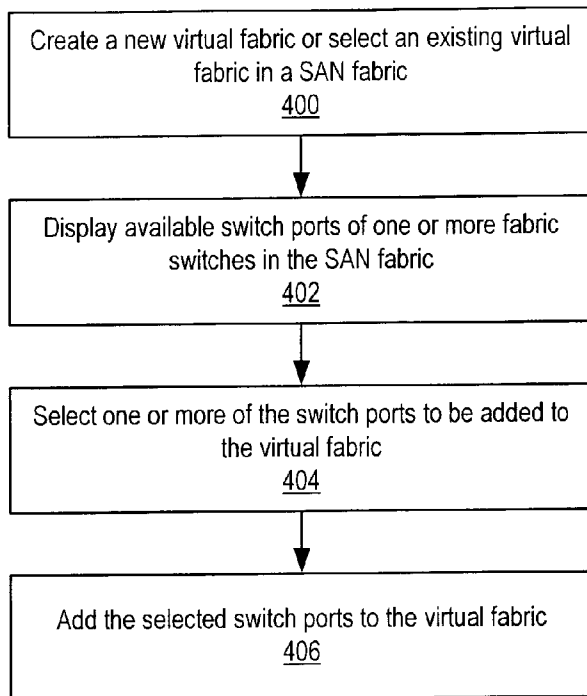 Create a new virtual fabric or select an existing virtual
fabric in a SAN fabric
400
Display available switch ports of one or more fabric
switches in the SAN fabric
402
Select one or more of the switch ports to be added to
the virtual fabric
404
Add the selected switch ports to the virtual fabric
406